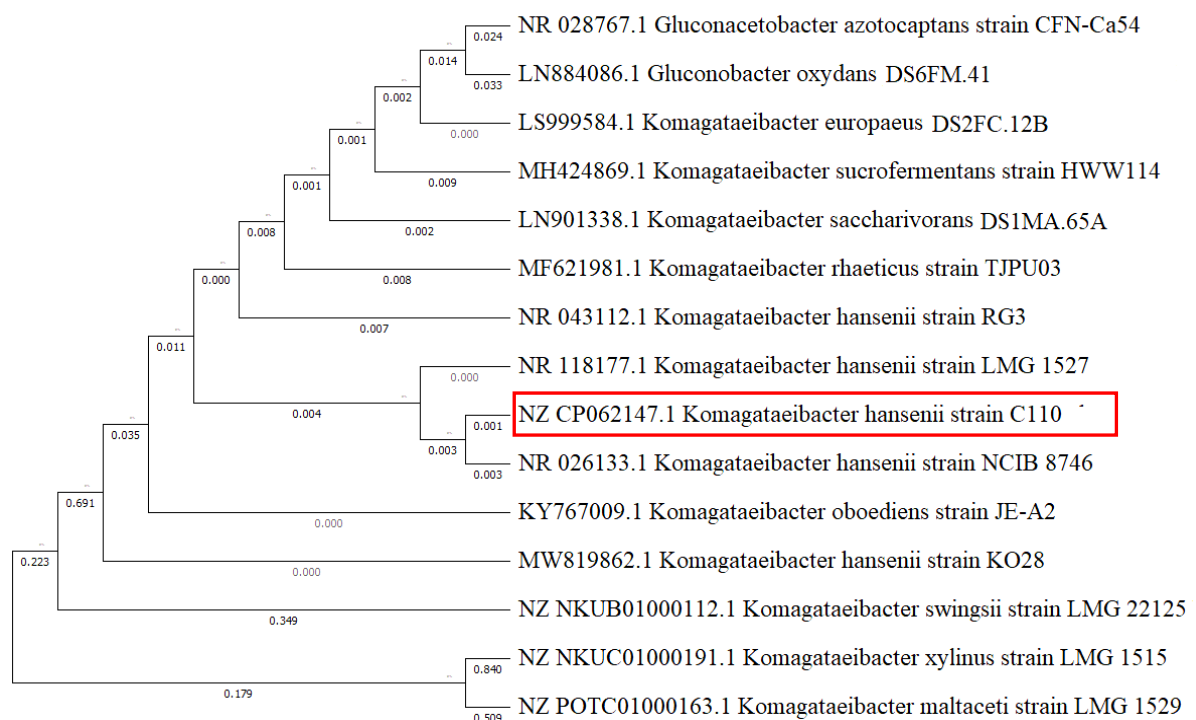 NR 028767.1 Gluconacetobacter azotocaptans strain CFN-Ca54
0.024
0.014
LN884086.1 Gluconobacter oxydans DS6FM.41
0.033
0.002
LS999584.1 Komagataeibacter europaeus DS2FC.12B
0.000
0.001
MH424869.1 Komagataeibacter sucrofermentans strain HWW114
0.009
0.001
LN901338.1 Komagataeibacter saccharivorans DS1MA.65A
0.002
0.008
MF621981.1 Komagataeibacter rhaeticus strain TJPU03
0.008
0.000
NR 043112.1 Komagataeibacter hansenii strain RG3
0.007
0.011
NR 118177.1 Komagataeibacter hansenii strain LMG 1527
0.000
0.004
NZ CP062147.1 Komagataeibacter hansenii strain C110
0.001
0.003
0.035
NR 026133.1 Komagataeibacter hansenii strain NCIB 8746
0.003
0.691
KY767009.1 Komagataeibacter oboediens strain JE-A2
0.000
0.223
MW819862.1 Komagataeibacter hansenii strain KO28
0.000
NZ NKUB01000112.1 Komagataeibacter swingsii strain LMG 22125
0.349
NZ NKUC01000191.1 Komagataeibacter xylinus strain LMG 1515
0.840
0.179
NZ POTC01000163.1 Komagataeibacter maltaceti strain LMG 1529
0.509